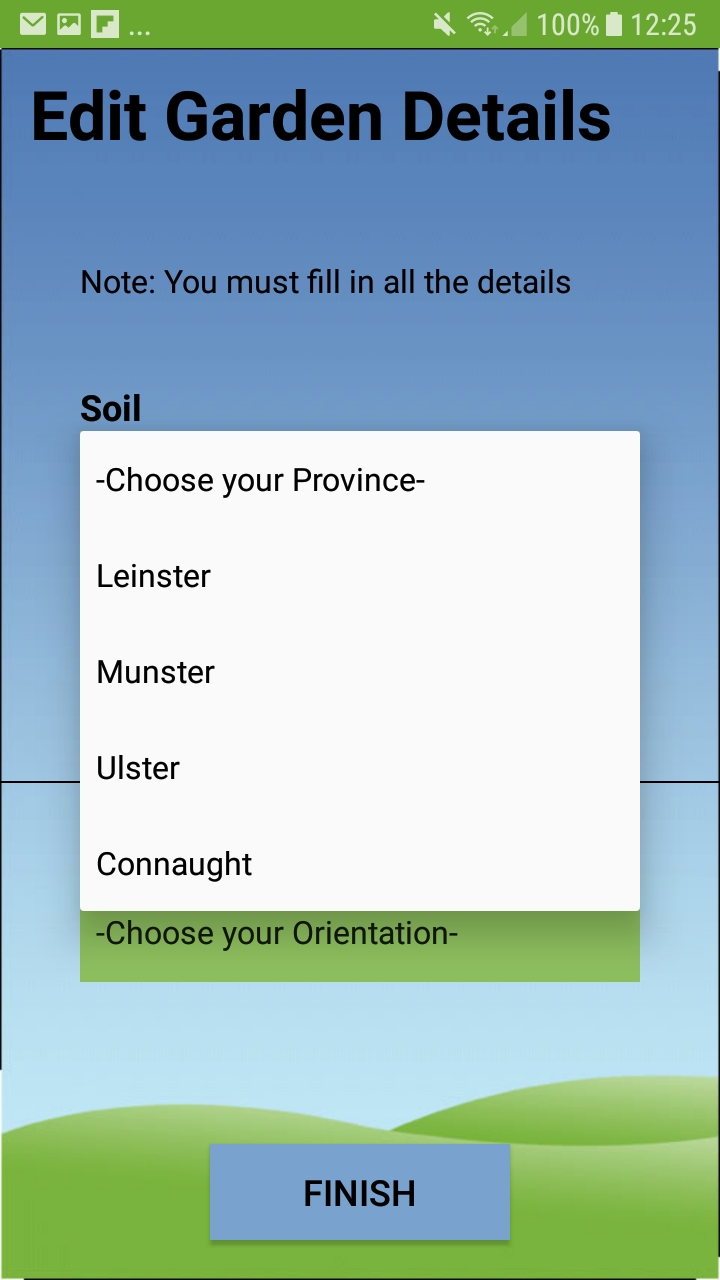 ... 100% 12:25
Edit Garden Details
Note: You must fill in all the details
Soil
-Choose your Province-
Leinster
Munster
Ulster
Connaught
-Choose your Orientation-
FINISH